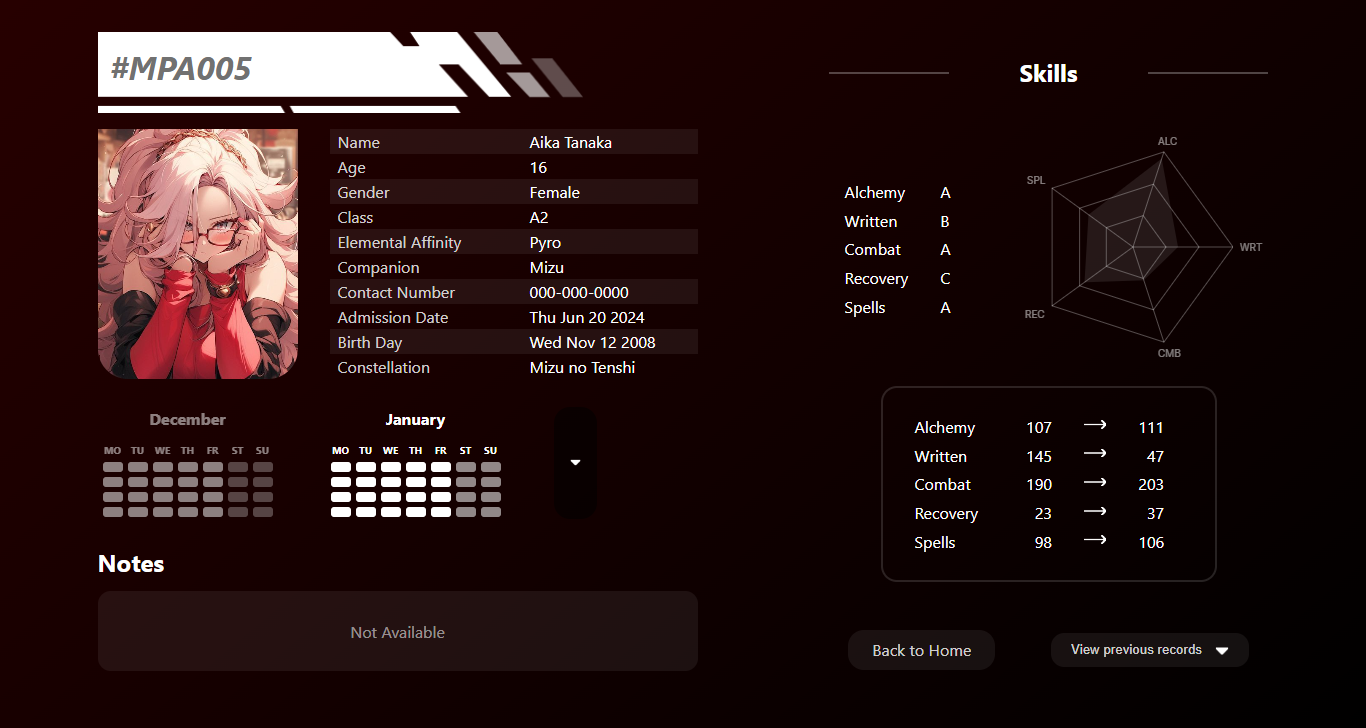 #MPA005
Name Aika Tanaka
Age 16
Gender Female
Class A2
Elemental Affinity Pyro
Companion Mizu
Contact Number 000-000-0000
Admission Date Thu Jun 20 2024
Birth Day Wed Nov 12 2008
Constellation Mizu no Tenshi
December
MO TU WE TH FR ST SU
January
MO TU WE TH FR ST SU
Notes
Not Available
Skills
Alchemy A
Written B
Combat A
Recovery C
Spells A
ALC
SPL
WRT
REC
CMB
Alchemy 107 → 111
Written 145 → 47
Combat 190 → 203
Recovery 23 → 37
Spells 98 → 106
Back to Home
View previous records